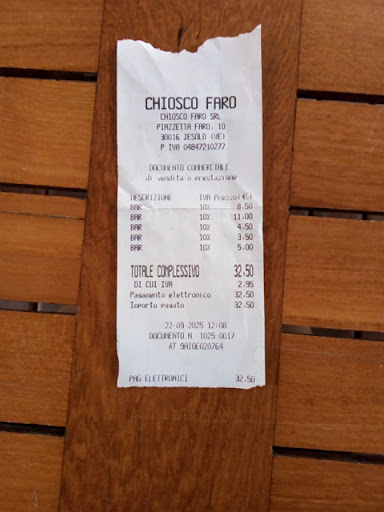 CHIOSCO FARO
CHIOSCO FARO SRL
PIAZZETTA FARO, 10
30016 JESOLO (VE)
P.IVA 04847210277
DOCUMENTO COMMERCIALE
di vendita o prestazione
DESCRIZIONE IVA Prezzo(€)
BAR 10% 8.50
BAR 10% 11.00
BAR 10% 4.50
BAR 10% 3.50
BAR 10% 5.00
TOTALE COMPLESSIVO 32.50
DI CUI IVA 2.95
Pagamento elettronico 32.50
Importo pagato 32.50
22-09-2025 12:08
DOCUMENTO N. 1025-0017
RT 9AIOE020764
PAG ELETTRONICI 32.50